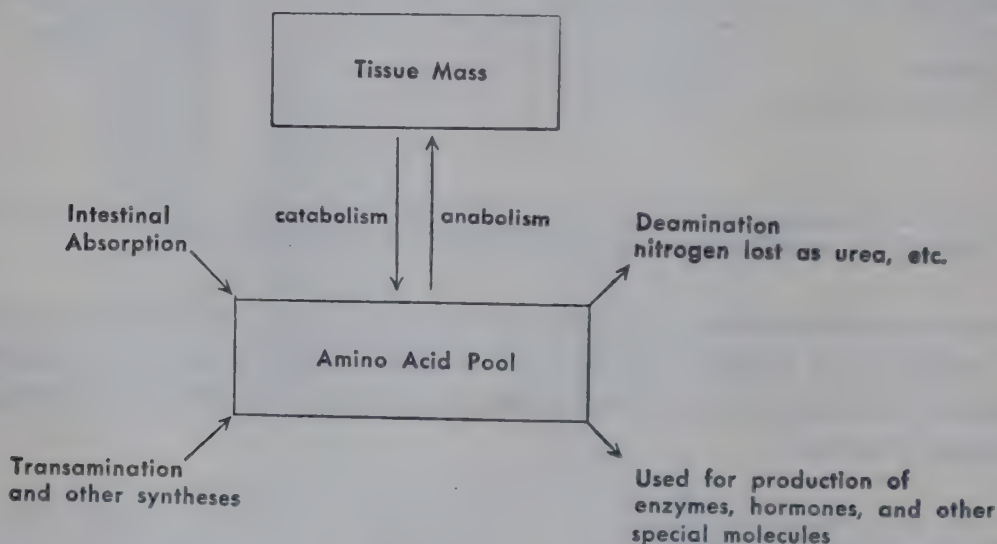 Tissue Mass
catabolism
anabolism
Intestinal
Absorption
Deamination
nitrogen lost as urea, etc.
Amino Acid Pool
Transamination
and other syntheses
Used for production of
enzymes, hormones, and other
special molecules